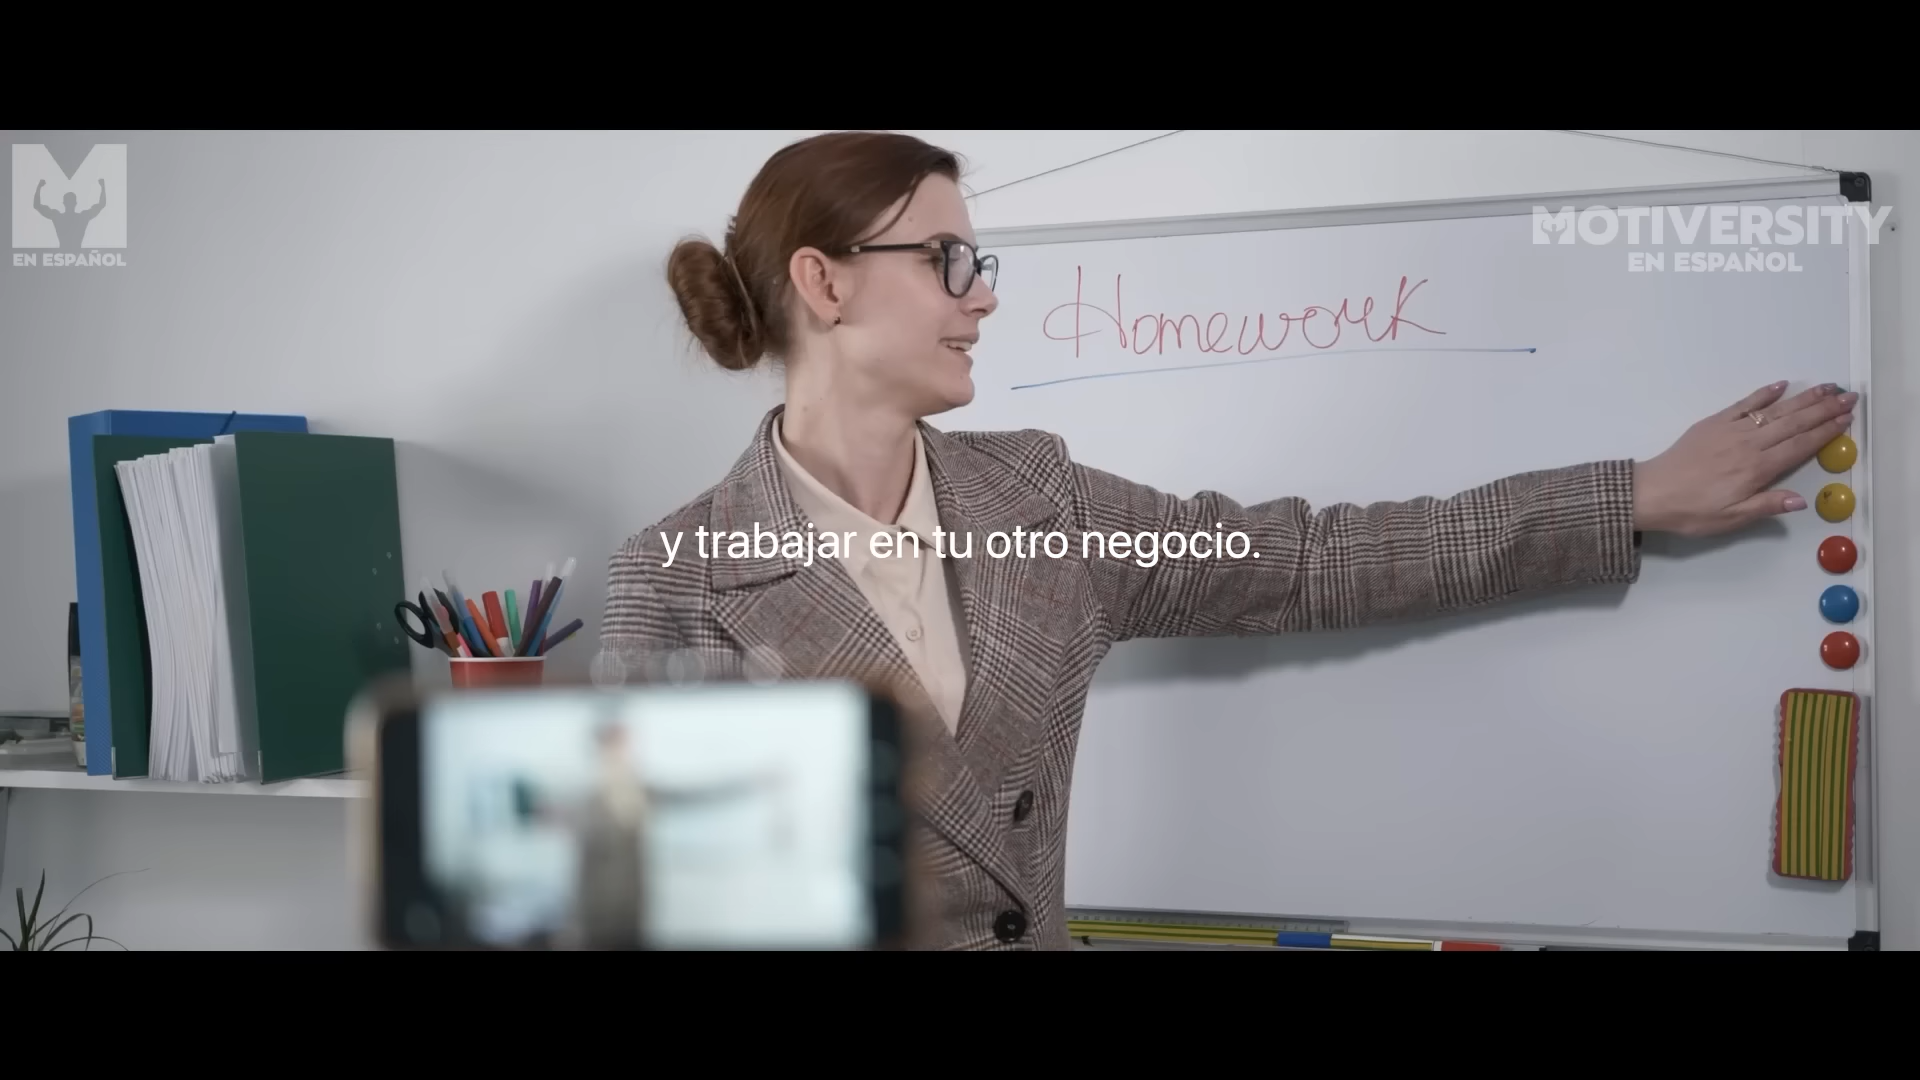 M
EN ESPAÑOL
MOTIVERSITY
EN ESPAÑOL
Homework
y trabajar en tu otro negocio.